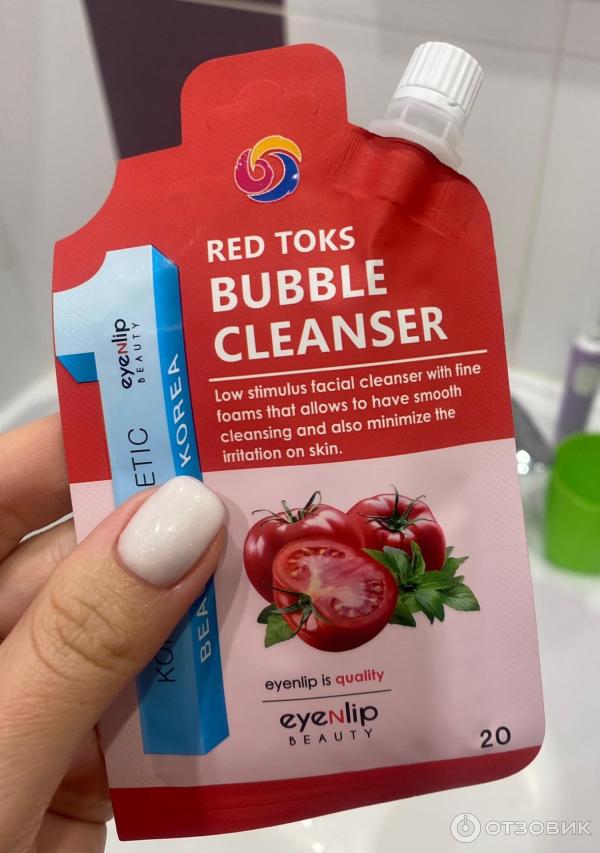 RED TOKS
BUBBLE
CLEANSER
Low stimulus facial cleanser with fine
foams that allows to have smooth
cleansing and also minimize the
irritation on skin.
eyenlip
BEAUTY
KOREA
eyenlip is quality
eyenlip
BEAUTY
20
ОТЗОВИК